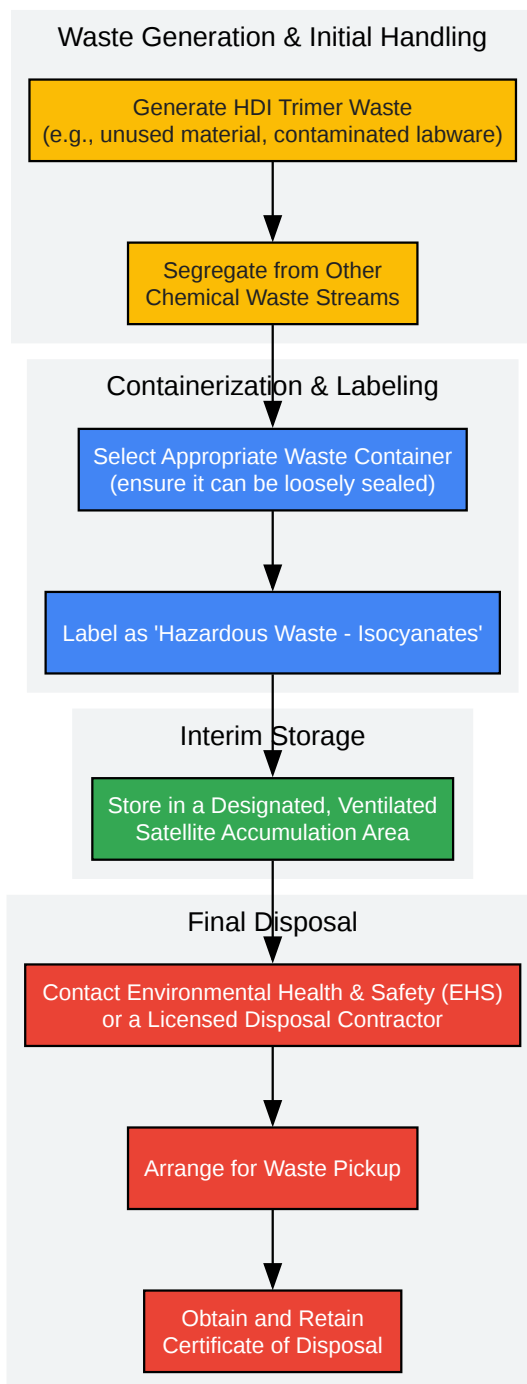 Waste Generation & Initial Handling
Generate HDI Trimer Waste
(e.g., unused material, contaminated labware)
Segregate from Other
Chemical Waste Streams
Containerization & Labeling
Select Appropriate Waste Container
(ensure it can be loosely sealed)
Label as 'Hazardous Waste - Isocyanates'
Interim Storage
Store in a Designated, Ventilated
Satellite Accumulation Area
Final Disposal
Contact Environmental Health & Safety (EHS)
or a Licensed Disposal Contractor
Arrange for Waste Pickup
Obtain and Retain
Certificate of Disposal